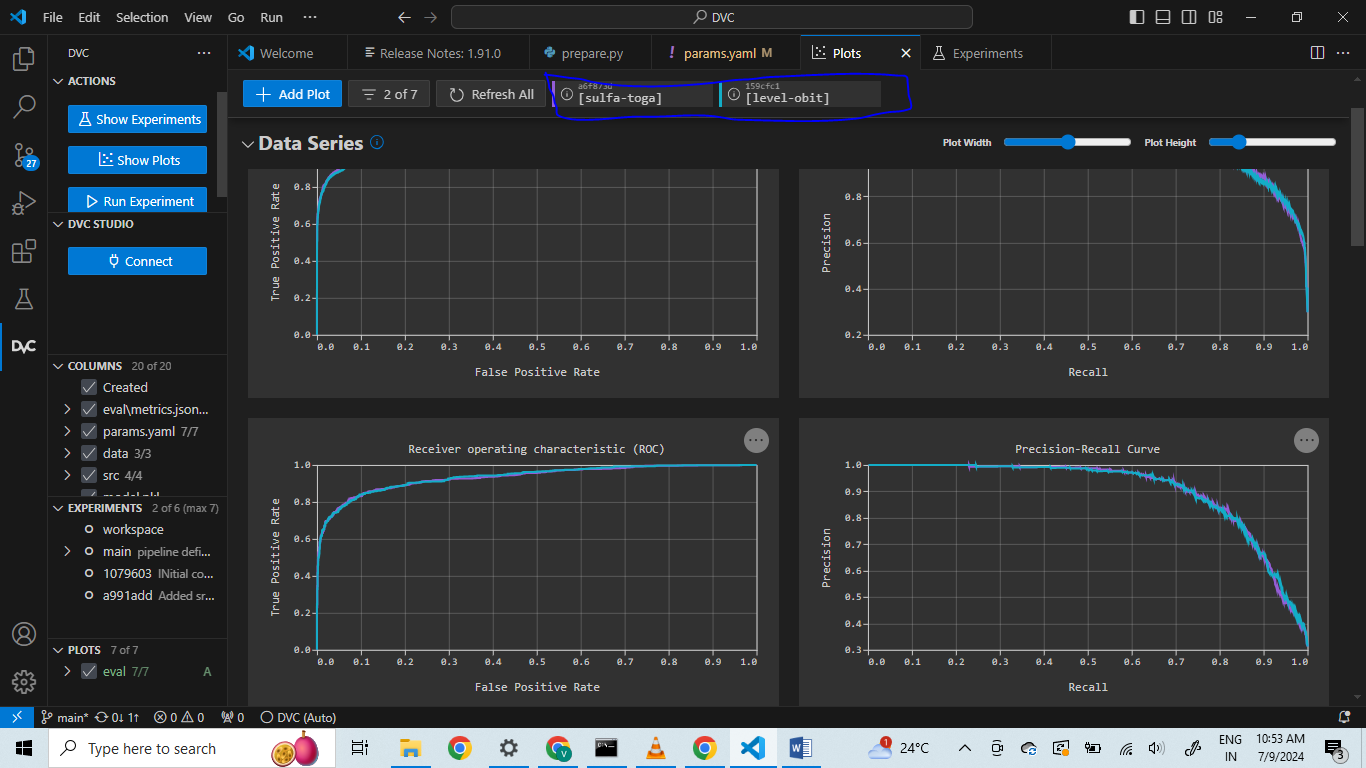 File Edit Selection View Go Run ··· DVC
DVC ···
Welcome Release Notes: 1.91.0 prepare.py ! params.yaml M Plots Experiments ···
ACTIONS
Show Experiments
Show Plots
Run Experiment
DVC STUDIO
Connect
COLUMNS 20 of 20
Created
eval\metrics.json...
params.yaml 7/7
data 3/3
src 4/4
model.pkl
EXPERIMENTS 2 of 6 (max 7)
workspace
main pipeline defi...
1079603 INitial co...
a991add Added sr...
PLOTS 7 of 7
eval 7/7 A
27
DVC
+ Add Plot 2 of 7 Refresh All
a6f873d
[sulfa-toga]
159cfc1
[level-obit]
Data Series
Plot Width Plot Height
True Positive Rate
0.8
0.6
0.4
0.2
0.0
0.0 0.1 0.2 0.3 0.4 0.5 0.6 0.7 0.8 0.9 1.0
False Positive Rate
Precision
0.8
0.6
0.4
0.2
0.0 0.1 0.2 0.3 0.4 0.5 0.6 0.7 0.8 0.9 1.0
Recall
Receiver operating characteristic (ROC)
True Positive Rate
1.0
0.8
0.6
0.4
0.2
0.0
0.0 0.1 0.2 0.3 0.4 0.5 0.6 0.7 0.8 0.9 1.0
False Positive Rate
Precision-Recall Curve
Precision
1.0
0.9
0.8
0.7
0.6
0.5
0.4
0.3
0.0 0.1 0.2 0.3 0.4 0.5 0.6 0.7 0.8 0.9 1.0
Recall
main* 0↓ 1↑ 0 0 0 DVC (Auto)
Type here to search
V
1
24°C
ENG
IN
10:53 AM
7/9/2024
3